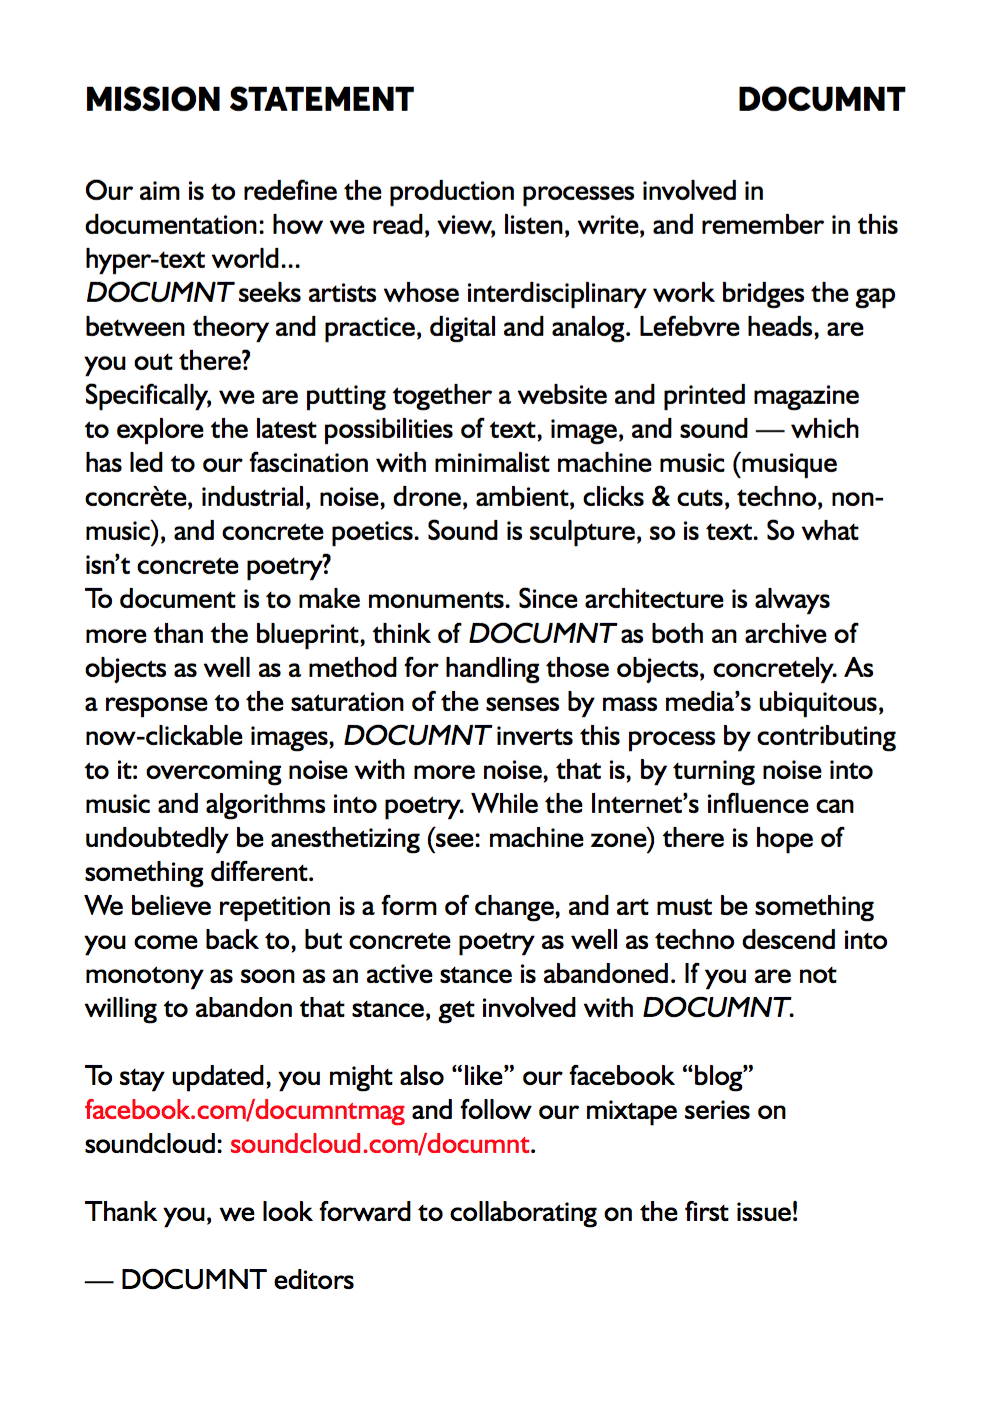 MISSION STATEMENT DOCUMNT
Our aim is to redefine the production processes involved in
documentation: how we read, view, listen, write, and remember in this
hyper-text world...
DOCUMNT seeks artists whose interdisciplinary work bridges the gap
between theory and practice, digital and analog. Lefebvre heads, are
you out there?
Specifically, we are putting together a website and printed magazine
to explore the latest possibilities of text, image, and sound — which
has led to our fascination with minimalist machine music (musique
concrète, industrial, noise, drone, ambient, clicks & cuts, techno, non-
music), and concrete poetics. Sound is sculpture, so is text. So what
isn’t concrete poetry?
To document is to make monuments. Since architecture is always
more than the blueprint, think of DOCUMNT as both an archive of
objects as well as a method for handling those objects, concretely. As
a response to the saturation of the senses by mass media’s ubiquitous,
now-clickable images, DOCUMNT inverts this process by contributing
to it: overcoming noise with more noise, that is, by turning noise into
music and algorithms into poetry. While the Internet’s influence can
undoubtedly be anesthetizing (see: machine zone) there is hope of
something different.
We believe repetition is a form of change, and art must be something
you come back to, but concrete poetry as well as techno descend into
monotony as soon as an active stance is abandoned. If you are not
willing to abandon that stance, get involved with DOCUMNT.
To stay updated, you might also “like” our facebook “blog”
facebook.com/documntmag and follow our mixtape series on
soundcloud: soundcloud.com/documnt.
Thank you, we look forward to collaborating on the first issue!
— DOCUMNT editors